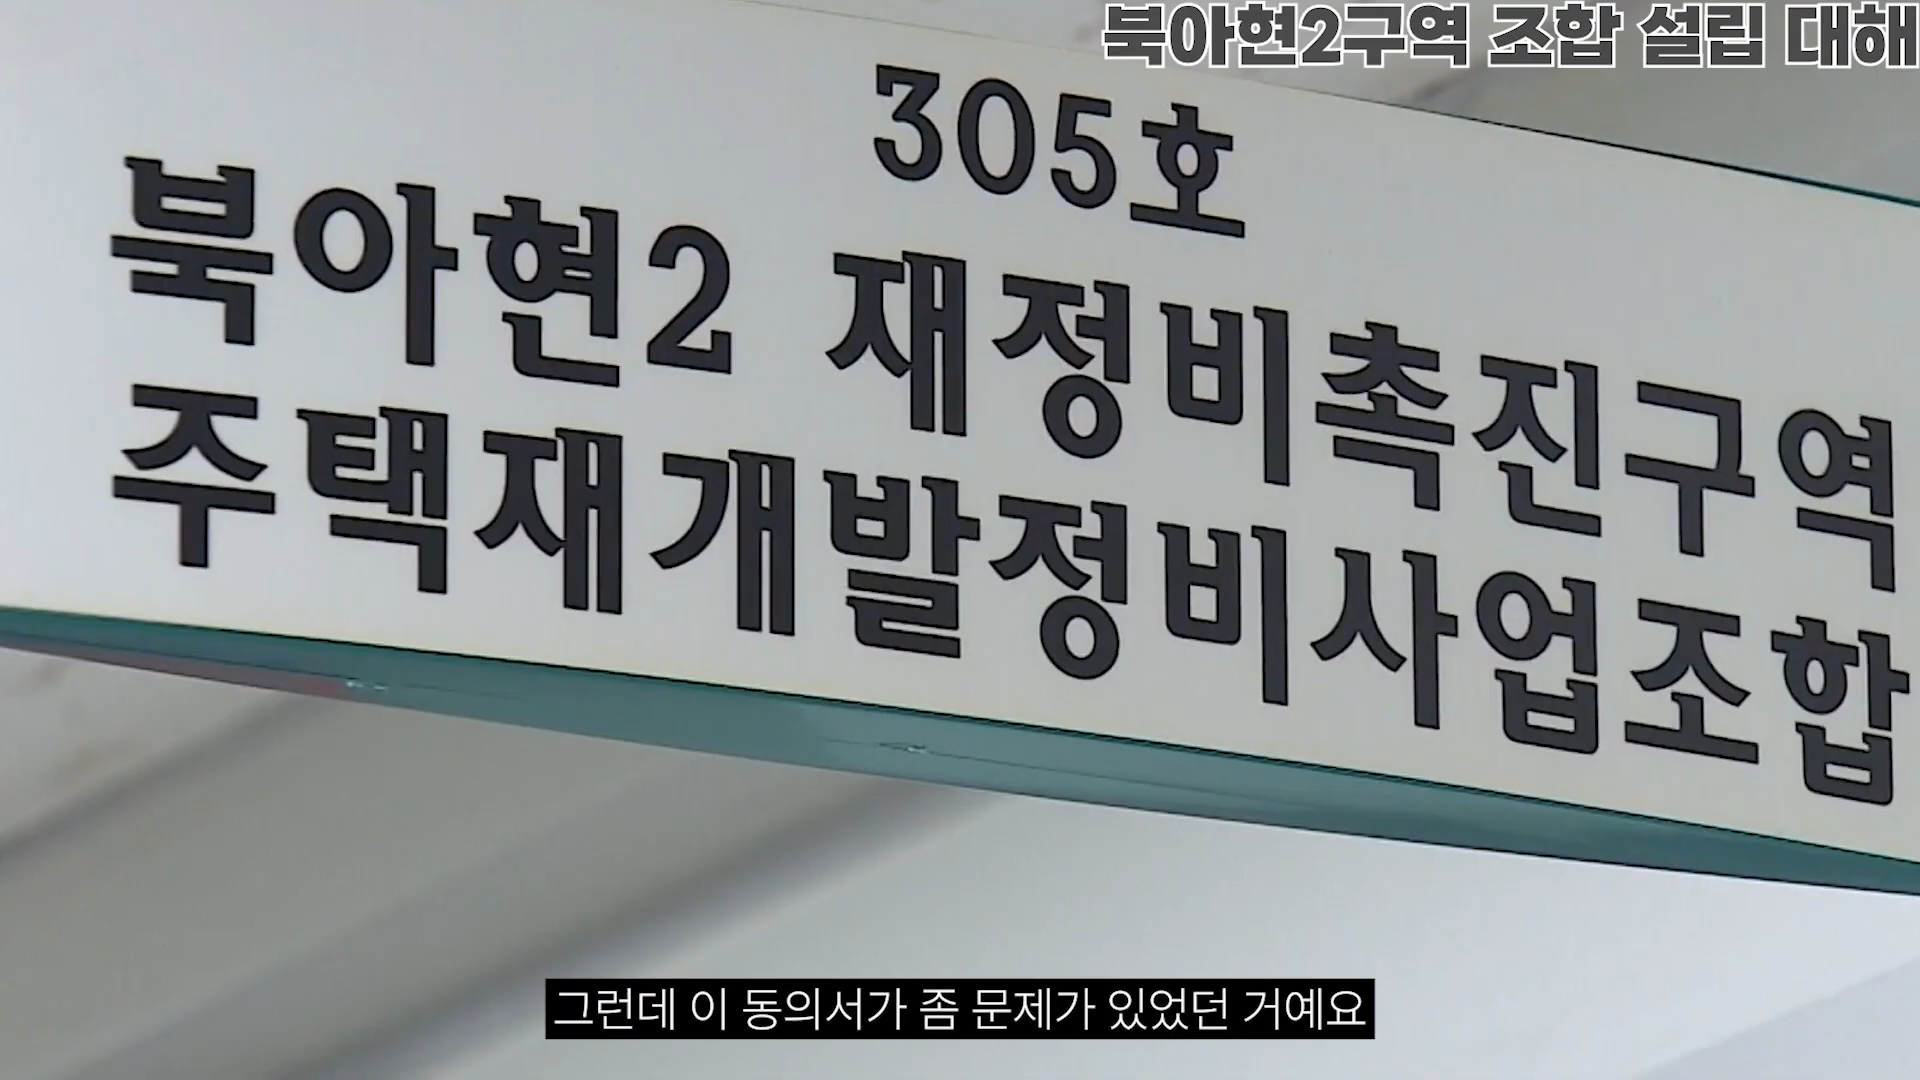 북아현2구역 조합 설립 대해
305호
북아현2 재정비촉진구역
주택재개발정비사업조합
그런데 이 동의서가 좀 문제가 있었던 거예요